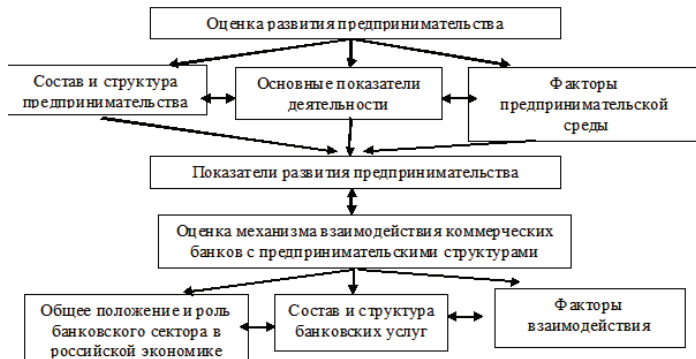 Оценка развития предпринимательства
Состав и структура
предпринимательства
Основные показатели
деятельности
Факторы
предпринимательской
среды
Показатели развития предпринимательства
Оценка механизма взаимодействия коммерческих
банков с предпринимательскими структурами
Общее положение и роль
банковского сектора в
российской экономике
Состав и структура
банковских услуг
Факторы
взаимодействия